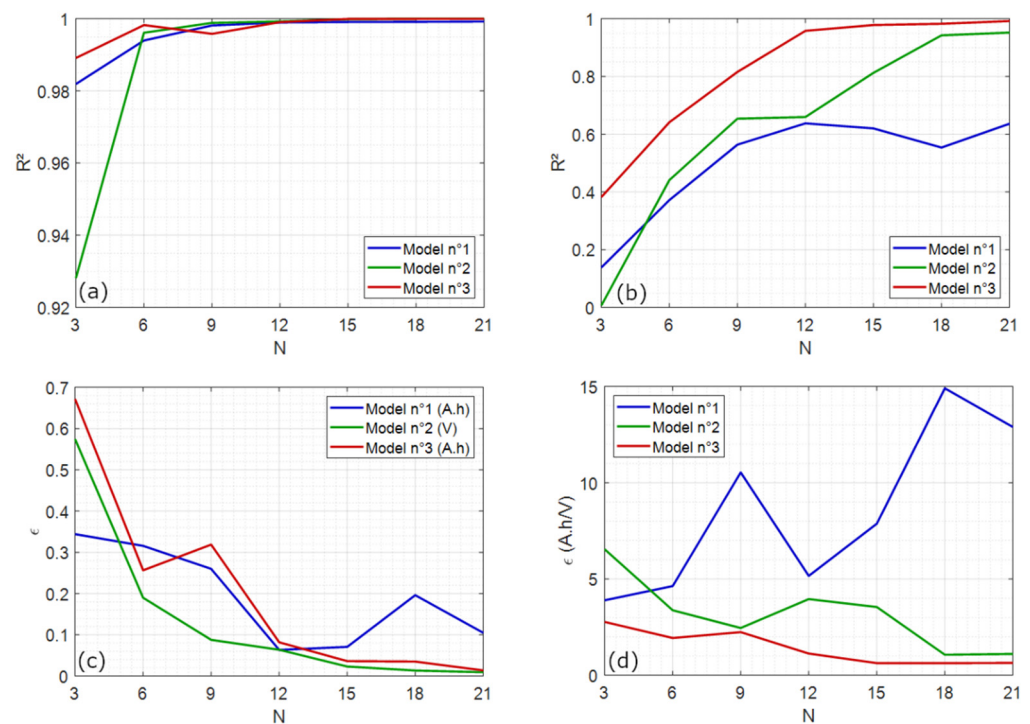 1
0.98
0.96
0.94
0.92
R²
(a)
Model n°1
Model n°2
Model n°3
3 6 9 12 15 18 21
N
1
0.8
0.6
0.4
0.2
0
R²
(b)
Model n°1
Model n°2
Model n°3
3 6 9 12 15 18 21
N
0.7
0.6
0.5
0.4
0.3
0.2
0.1
0
ϵ
(c)
Model n°1 (A.h)
Model n°2 (V)
Model n°3 (A.h)
3 6 9 12 15 18 21
N
15
10
5
0
ϵ (A.h/V)
(d)
Model n°1
Model n°2
Model n°3
3 6 9 12 15 18 21
N